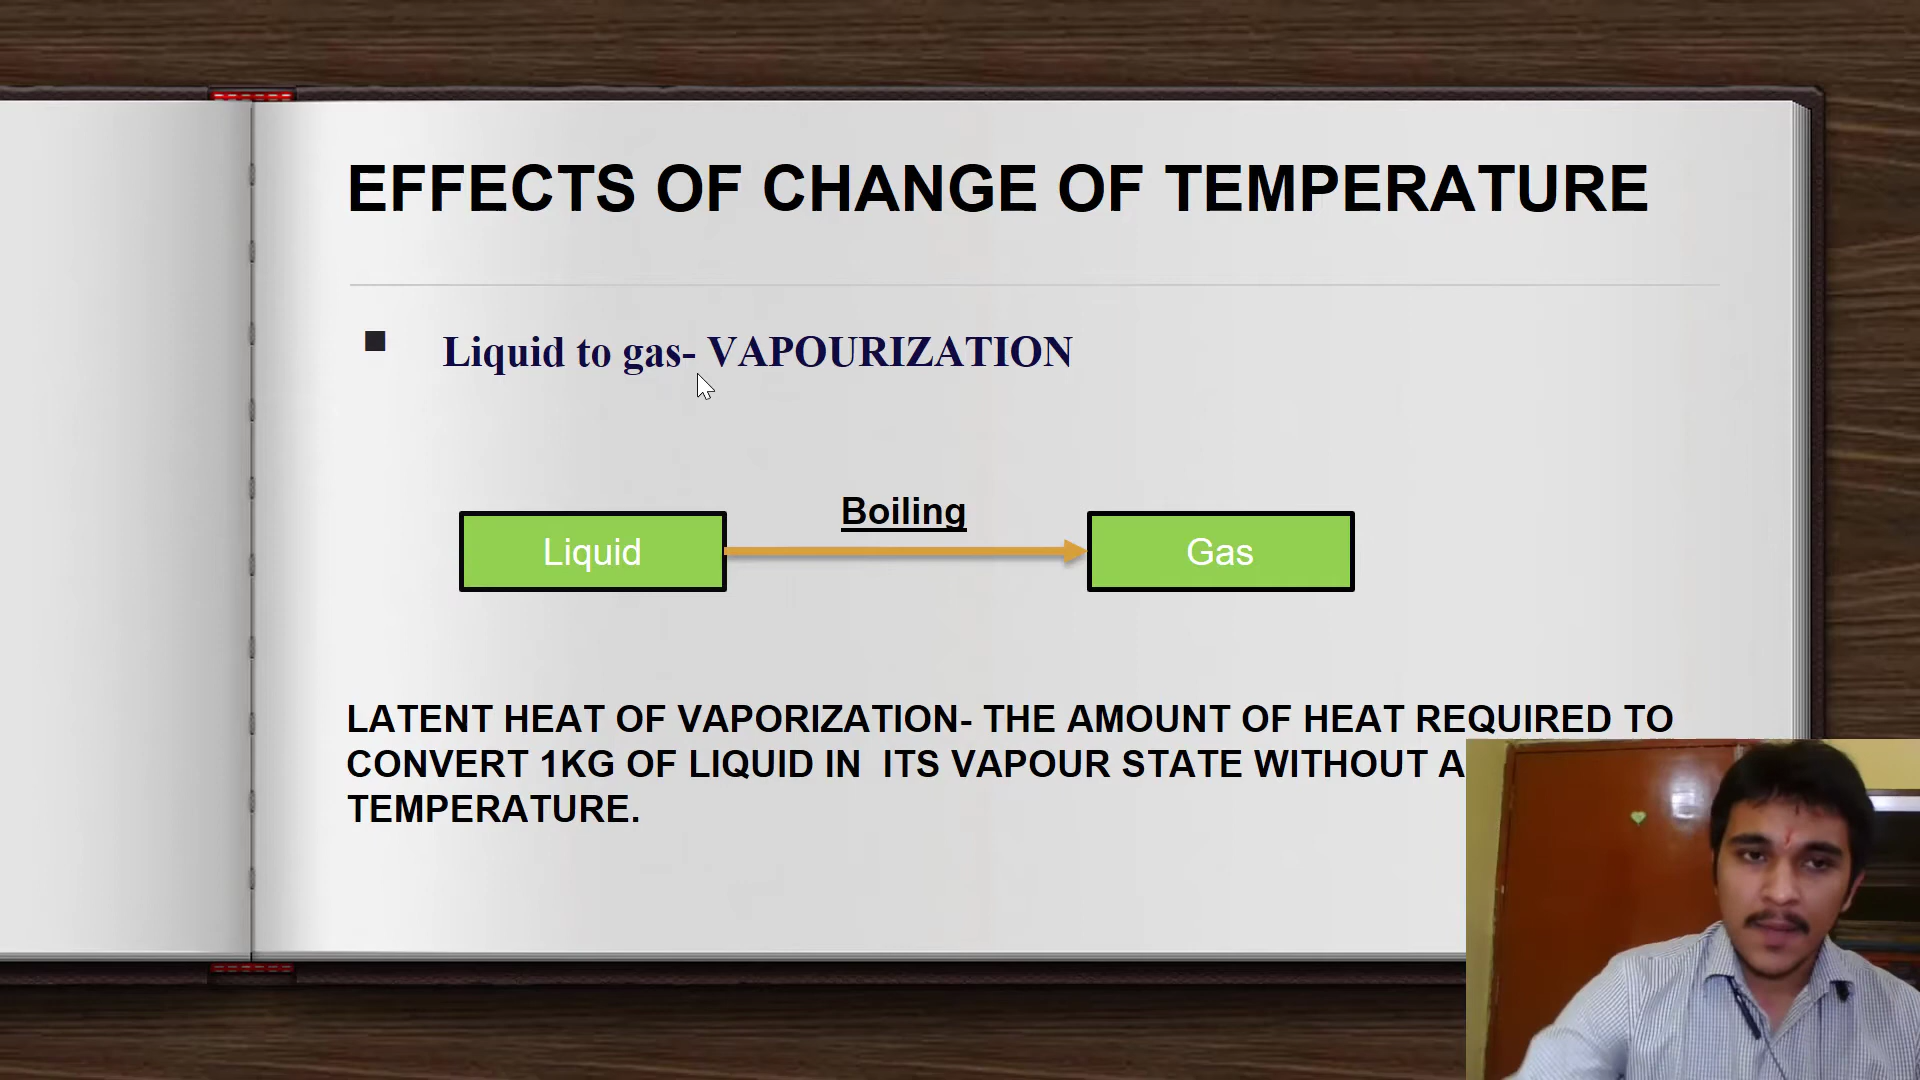 EFFECTS OF CHANGE OF TEMPERATURE
■ Liquid to gas- VAPOURIZATION
Boiling
Liquid
Gas
LATENT HEAT OF VAPORIZATION- THE AMOUNT OF HEAT REQUIRED TO
CONVERT 1KG OF LIQUID IN ITS VAPOUR STATE WITHOUT
TEMPERATURE.